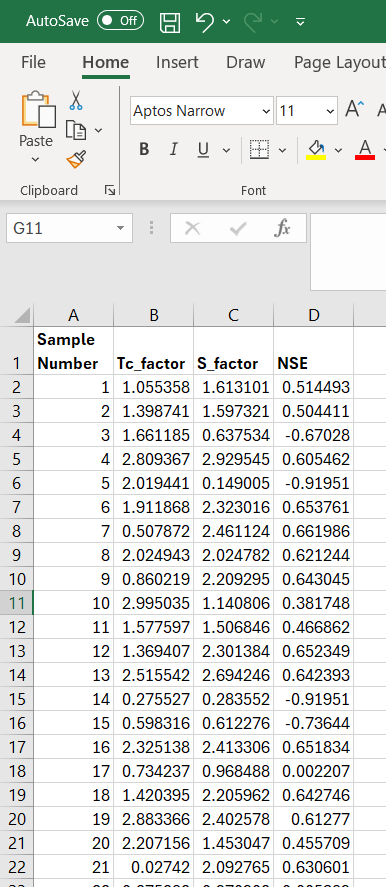 AutoSave Off
File Home Insert Draw Page Layout
Paste
Aptos Narrow 11 A A
B I U A
Clipboard Font
G11 fx
A B C D
1 Sample Number Tc_factor S_factor NSE
2 1 1.055358 1.613101 0.514493
3 2 1.398741 1.597321 0.504411
4 3 1.661185 0.637534 -0.67028
5 4 2.809367 2.929545 0.605462
6 5 2.019441 0.149005 -0.91951
7 6 1.911868 2.323016 0.653761
8 7 0.507872 2.461124 0.661986
9 8 2.024943 2.024782 0.621244
10 9 0.860219 2.209295 0.643045
11 10 2.995035 1.140806 0.381748
12 11 1.577597 1.506846 0.466862
13 12 1.369407 2.301384 0.652349
14 13 2.515542 2.694246 0.642393
15 14 0.275527 0.283552 -0.91951
16 15 0.598316 0.612276 -0.73644
17 16 2.325138 2.413306 0.651834
18 17 0.734237 0.968488 0.002207
19 18 1.420395 2.205962 0.642746
20 19 2.883366 2.402578 0.61277
21 20 2.207156 1.453047 0.455709
22 21 0.02742 2.092765 0.630601